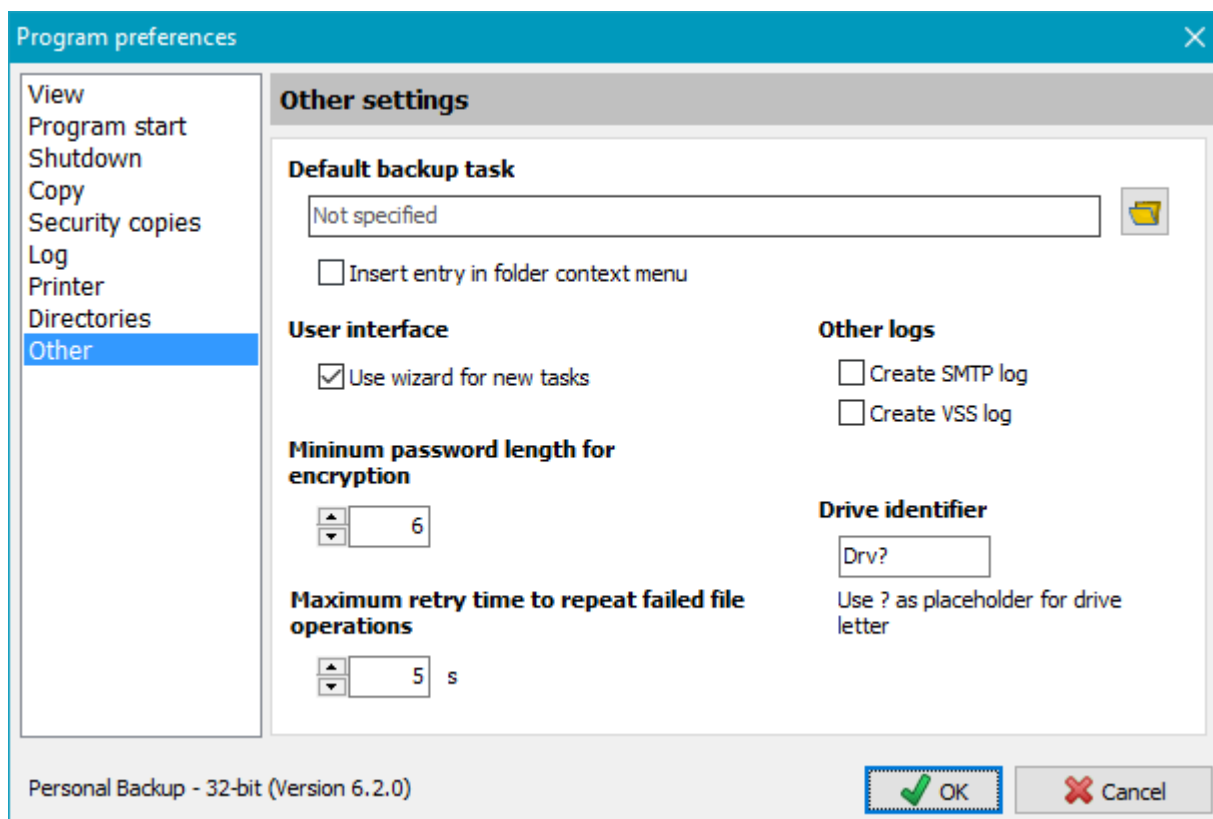 Program preferences
View
Program start
Shutdown
Copy
Security copies
Log
Printer
Directories
Other
Other settings
Default backup task
Not specified
Insert entry in folder context menu
User interface
Use wizard for new tasks
Mininum password length for
encryption
6
Maximum retry time to repeat failed file
operations
5 s
Other logs
Create SMTP log
Create VSS log
Drive identifier
Drv?
Use ? as placeholder for drive
letter
Personal Backup - 32-bit (Version 6.2.0)
OK
Cancel